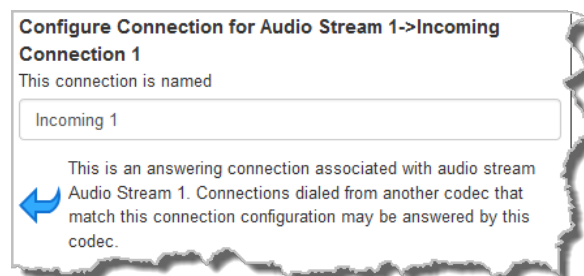 Configure Connection for Audio Stream 1->Incoming
Connection 1
This connection is named
Incoming 1
This is an answering connection associated with audio stream
Audio Stream 1. Connections dialed from another codec that
match this connection configuration may be answered by this
codec.